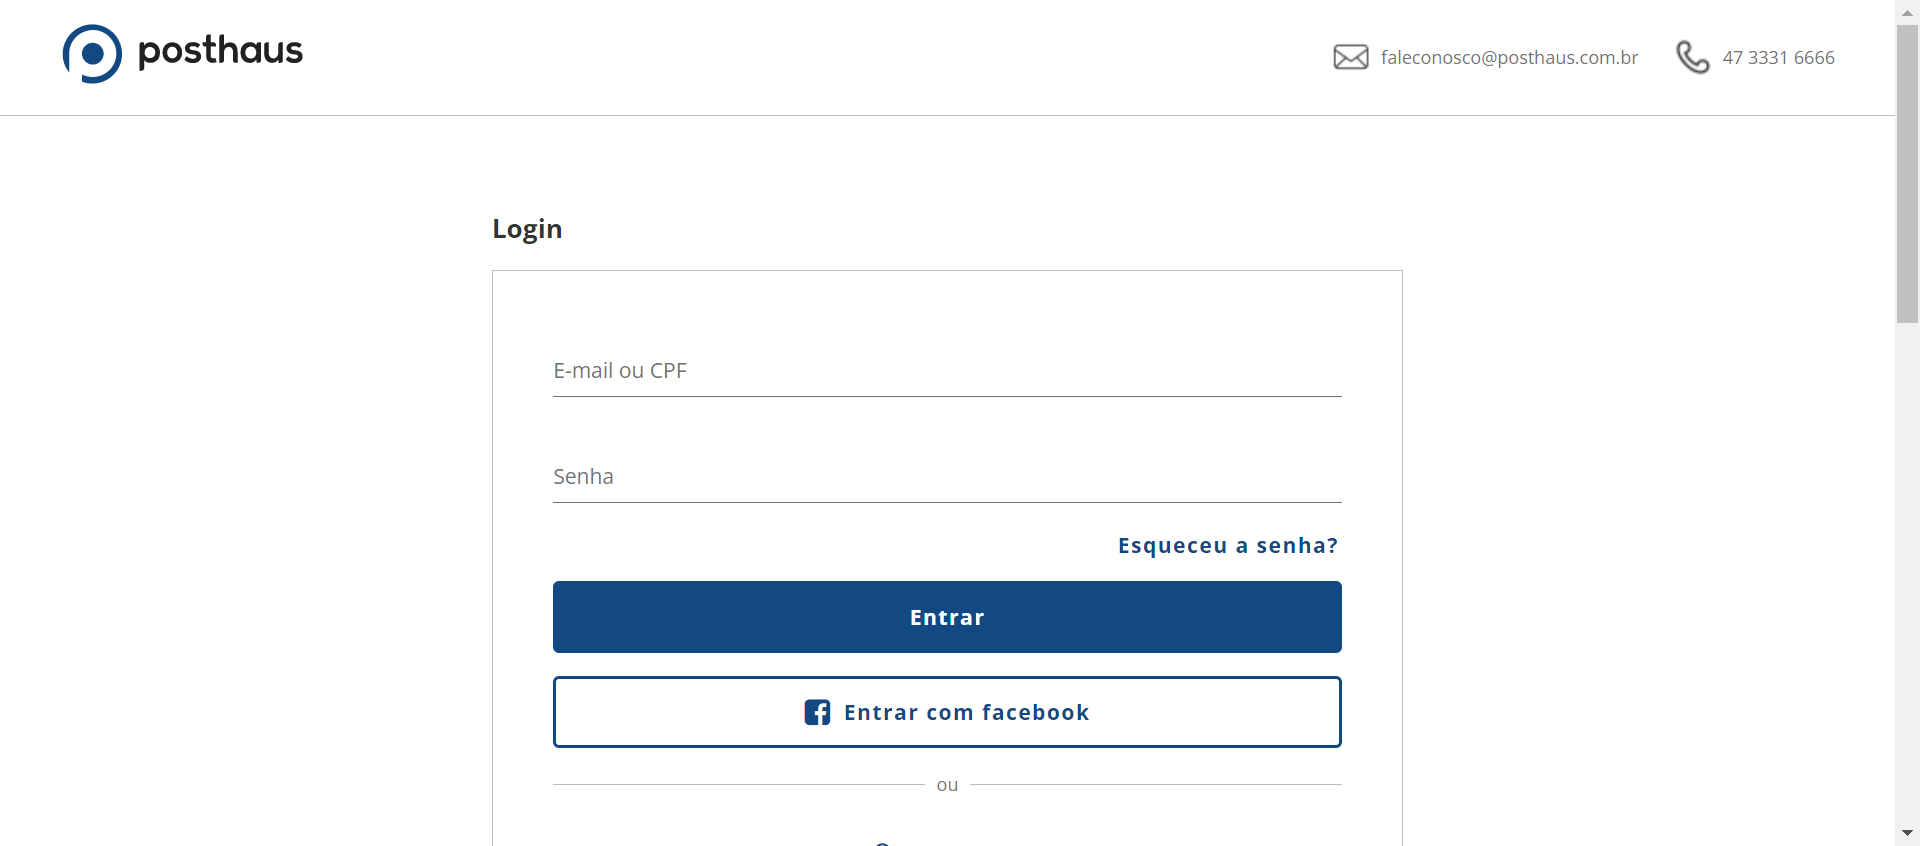 posthaus
faleconosco@posthaus.com.br
47 3331 6666
Login
E-mail ou CPF
Senha
Esqueceu a senha?
Entrar
Entrar com facebook
ou